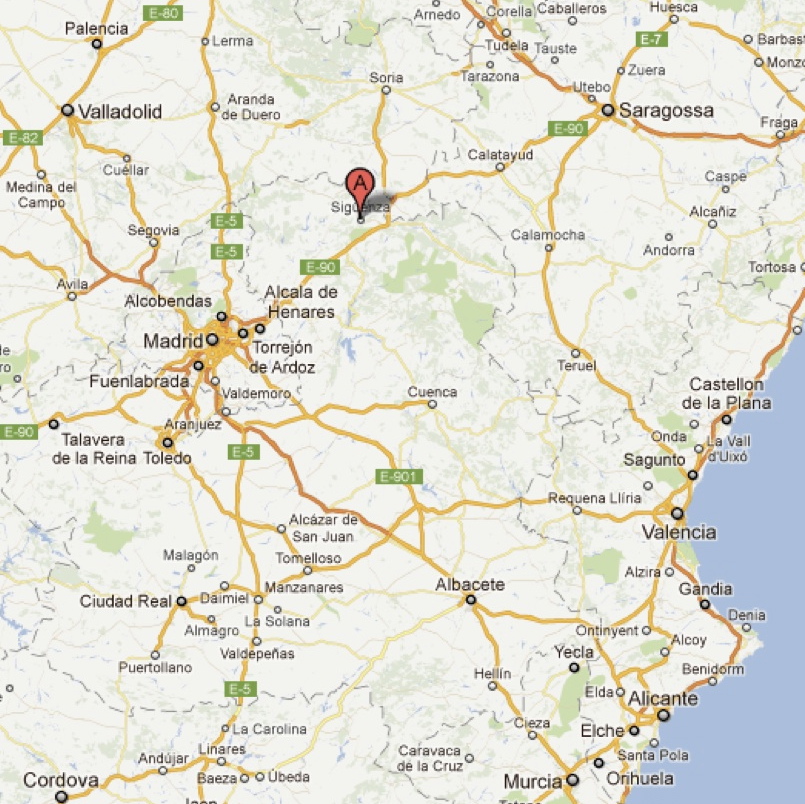 Arnedo
Corella
Caballeros
Huesca
E-80
Palencia
Lerma
E-7
Barbast
Tudela
Tauste
Monzo
Zuera
Tarazona
Soria
Utebo
Valladolid
Aranda
de Duero
Saragossa
E-82
E-90
Fraga
Calatayud
Cuéllar
Medina del
Campo
A
Sigüenza
Caspe
Alcañiz
E-5
Segovia
Calamocha
Andorra
E-5
E-90
Tortosa
Avila
Alcobendas
Alcala de
Henares
Madrid
Torrejón
de Ardoz
Fuenlabrada
Valdemoro
Teruel
Cuenca
Castellon
de la Plana
Aranjuez
E-90
Talavera
de la Reina
Toledo
E-5
Onda
La Vall
d'Uixó
Sagunto
E-901
Requena
Llíria
Valencia
Alcázar de
San Juan
Malagón
Tomelloso
Alzira
Albacete
Gandia
Ciudad Real
Daimiel
Manzanares
Almagro
La Solana
Denia
Ontinyent
Alcoy
Puertollano
Valdepeñas
Yecla
Benidorm
Hellín
E-5
Elda
Alicante
La Carolina
Cieza
Elche
Santa Pola
Andújar
Linares
Caravaca
de la Cruz
Cordova
Baeza
Úbeda
Murcia
Orihuela